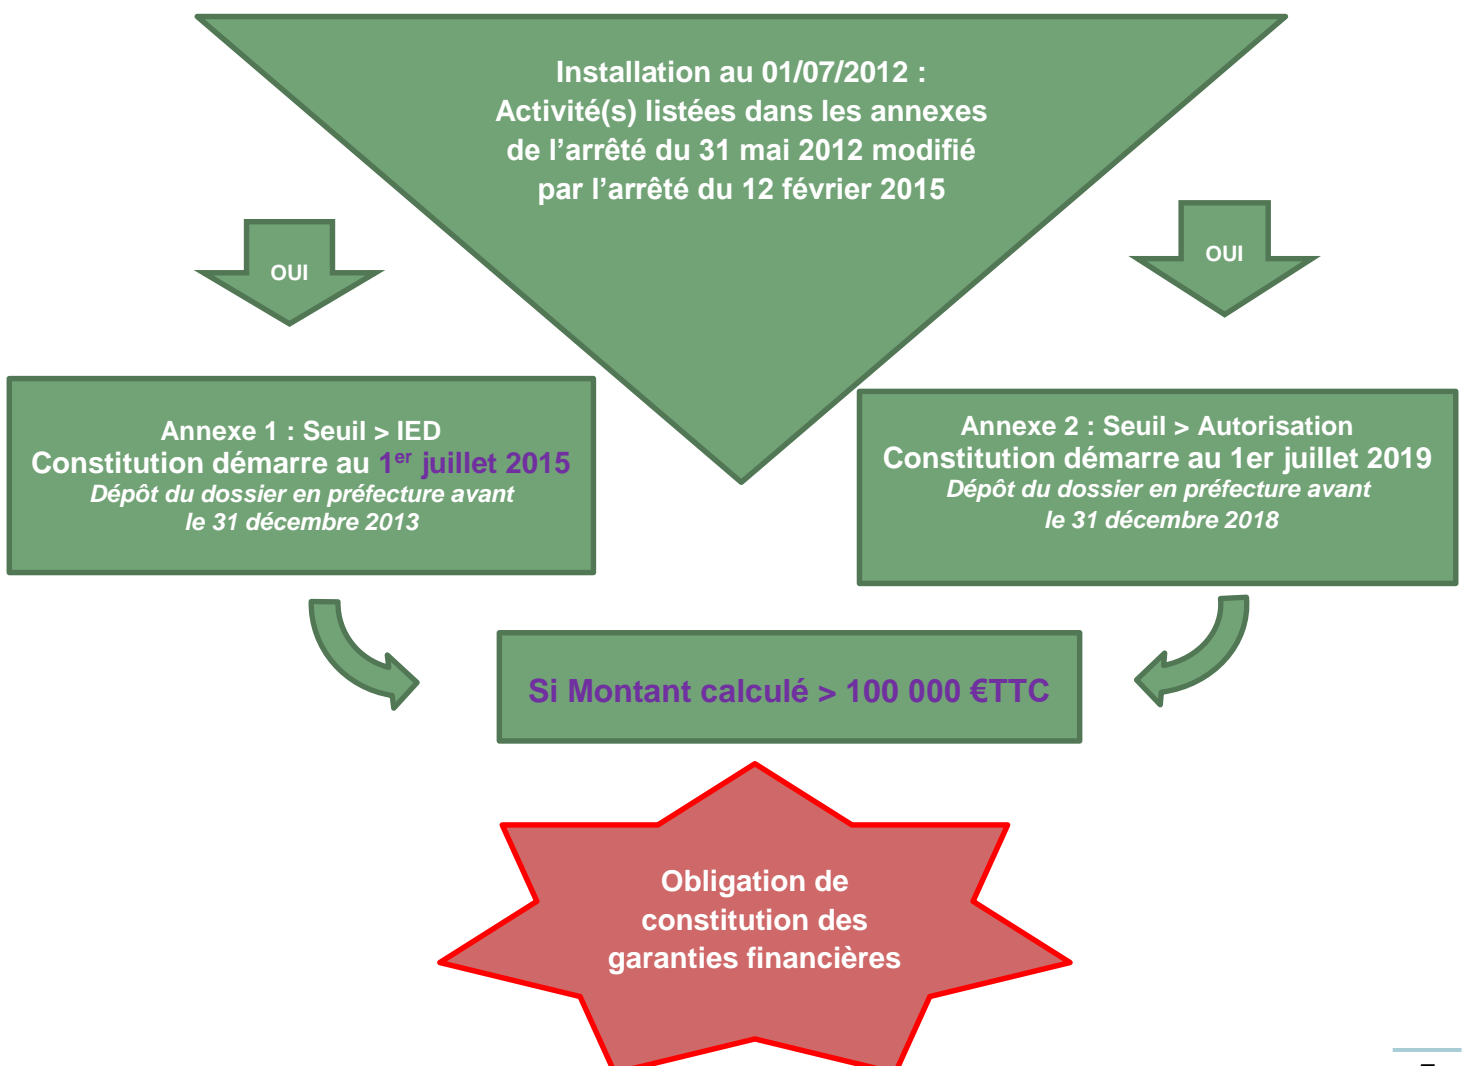 Installation au 01/07/2012 :
Activité(s) listées dans les annexes
de l’arrêté du 31 mai 2012 modifié
par l’arrêté du 12 février 2015
OUI
OUI
Annexe 1 : Seuil > IED
Constitution démarre au 1er juillet 2015
Dépôt du dossier en préfecture avant
le 31 décembre 2013
Annexe 2 : Seuil > Autorisation
Constitution démarre au 1er juillet 2019
Dépôt du dossier en préfecture avant
le 31 décembre 2018
Si Montant calculé > 100 000 €TTC
Obligation de
constitution des
garanties financières